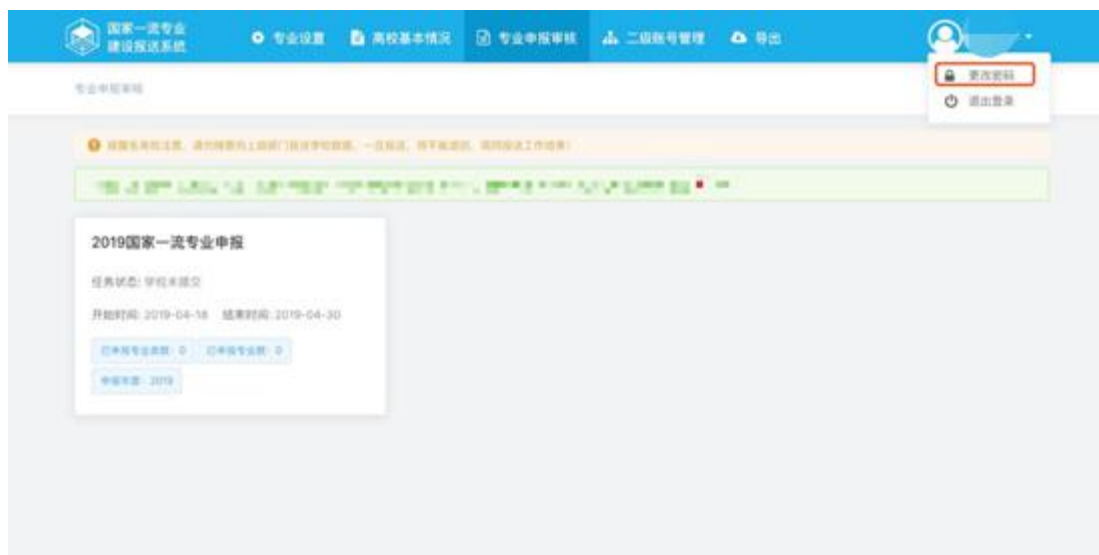 国家一流专业
建设报送系统
专业设置
高校基本情况
专业申报审核
二级账号管理
导出
更改密码
退出登录
专业申报审核
2019国家一流专业申报
任务状态: 学校未提交
开始时间: 2019-04-18 结束时间: 2019-04-30
已申报专业类数: 0 已申报专业数: 0
申报年度: 2019